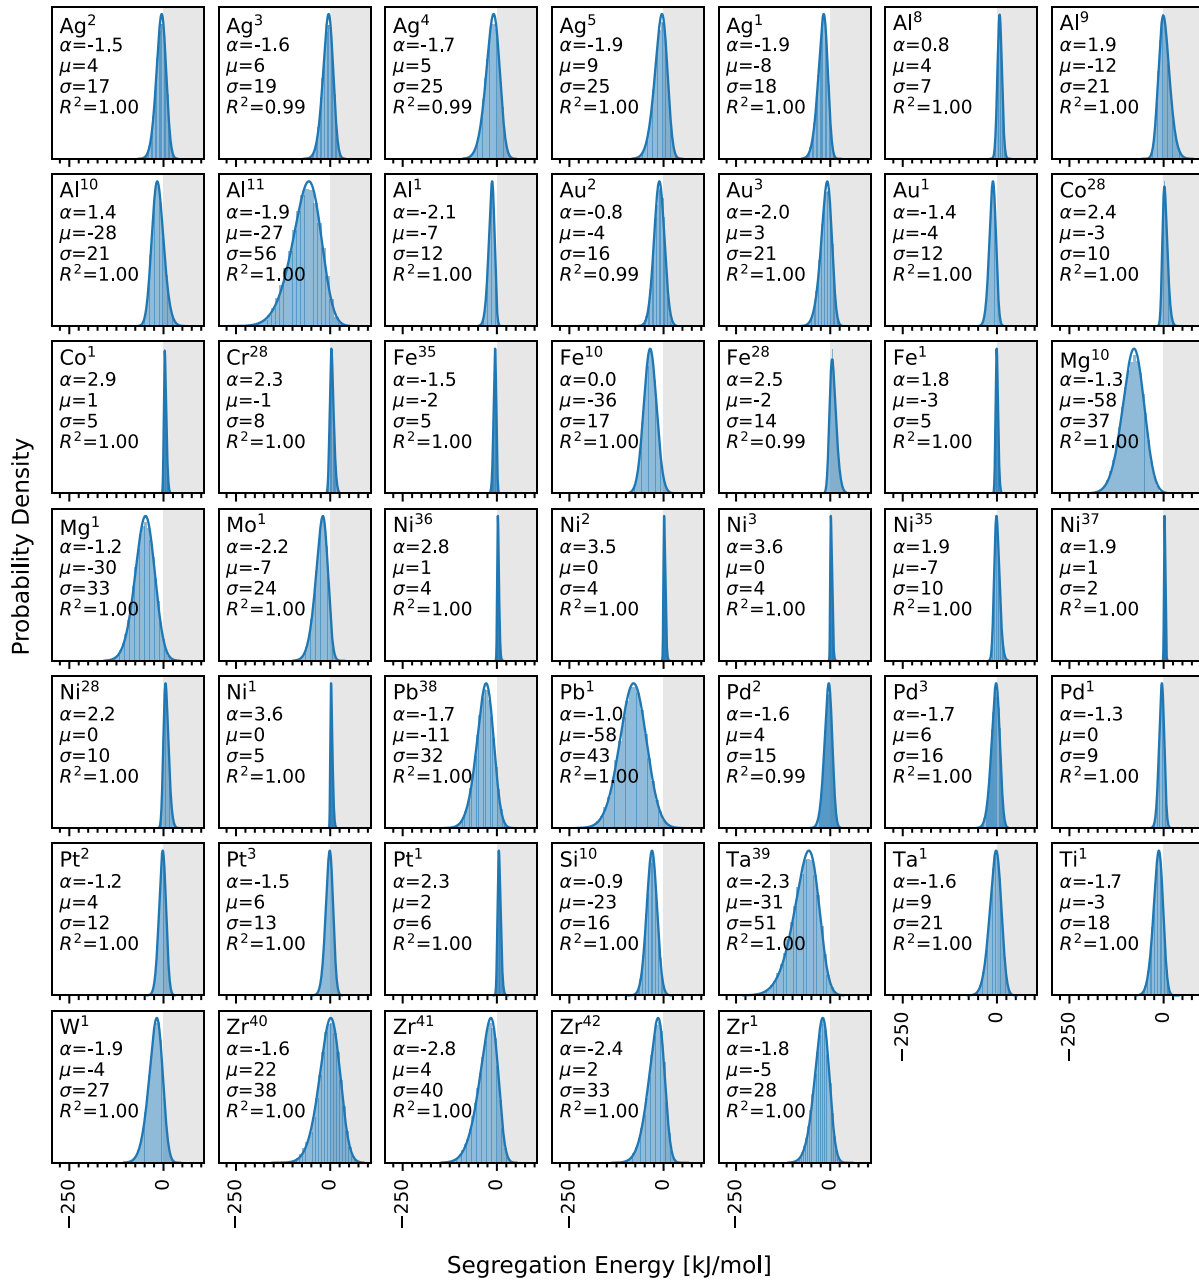 Ag²
α=-1.5
μ=4
σ=17
R²=1.00
Ag³
α=-1.6
μ=6
σ=19
R²=0.99
Ag⁴
α=-1.7
μ=5
σ=25
R²=0.99
Ag⁵
α=-1.9
μ=9
σ=25
R²=1.00
Ag¹
α=-1.9
μ=-8
σ=18
R²=1.00
Al⁸
α=0.8
μ=4
σ=7
R²=1.00
Al⁹
α=1.9
μ=-12
σ=21
R²=1.00
Al¹⁰
α=1.4
μ=-28
σ=21
R²=1.00
Al¹¹
α=-1.9
μ=-27
σ=56
R²=1.00
Al¹
α=-2.1
μ=-7
σ=12
R²=1.00
Au²
α=-0.8
μ=-4
σ=16
R²=0.99
Au³
α=-2.0
μ=3
σ=21
R²=1.00
Au¹
α=-1.4
μ=-4
σ=12
R²=1.00
Co²⁸
α=2.4
μ=-3
σ=10
R²=1.00
Co¹
α=2.9
μ=1
σ=5
R²=1.00
Cr²⁸
α=2.3
μ=-1
σ=8
R²=1.00
Fe³⁵
α=-1.5
μ=-2
σ=5
R²=1.00
Fe¹⁰
α=0.0
μ=-36
σ=17
R²=1.00
Fe²⁸
α=2.5
μ=-2
σ=14
R²=0.99
Fe¹
α=1.8
μ=-3
σ=5
R²=1.00
Mg¹⁰
α=-1.3
μ=-58
σ=37
R²=1.00
Mg¹
α=-1.2
μ=-30
σ=33
R²=1.00
Mo¹
α=-2.2
μ=-7
σ=24
R²=1.00
Ni³⁶
α=2.8
μ=1
σ=4
R²=1.00
Ni²
α=3.5
μ=0
σ=4
R²=1.00
Ni³
α=3.6
μ=0
σ=4
R²=1.00
Ni³⁵
α=1.9
μ=-7
σ=10
R²=1.00
Ni³⁷
α=1.9
μ=1
σ=2
R²=1.00
Ni²⁸
α=2.2
μ=0
σ=10
R²=1.00
Ni¹
α=3.6
μ=0
σ=5
R²=1.00
Pb³⁸
α=-1.7
μ=-11
σ=32
R²=1.00
Pb¹
α=-1.0
μ=-58
σ=43
R²=1.00
Pd²
α=-1.6
μ=4
σ=15
R²=0.99
Pd³
α=-1.7
μ=6
σ=16
R²=1.00
Pd¹
α=-1.3
μ=0
σ=9
R²=1.00
Pt²
α=-1.2
μ=4
σ=12
R²=1.00
Pt³
α=-1.5
μ=6
σ=13
R²=1.00
Pt¹
α=2.3
μ=2
σ=6
R²=1.00
Si¹⁰
α=-0.9
μ=-23
σ=16
R²=1.00
Ta³⁹
α=-2.3
μ=-31
σ=51
R²=1.00
Ta¹
α=-1.6
μ=9
σ=21
R²=1.00
Ti¹
α=-1.7
μ=-3
σ=18
R²=1.00
W¹
α=-1.9
μ=-4
σ=27
R²=1.00
Zr⁴⁰
α=-1.6
μ=22
σ=38
R²=1.00
Zr⁴¹
α=-2.8
μ=4
σ=40
R²=1.00
Zr⁴²
α=-2.4
μ=2
σ=33
R²=1.00
Zr¹
α=-1.8
μ=-5
σ=28
R²=1.00
−250 0
−250 0
−250 0
−250 0
−250 0
−250 0
−250 0
Probability Density
Segregation Energy [kJ/mol]